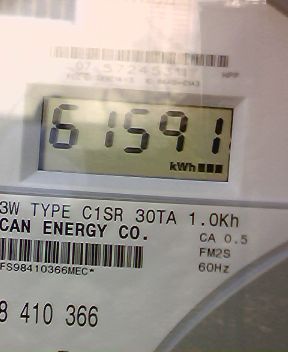 61591
kWh
3W TYPE C1SR 30TA 1.0Kh
CAN ENERGY CO.
CA 0.5
FM2S
FS98410366MEC*
60Hz
8 410 366